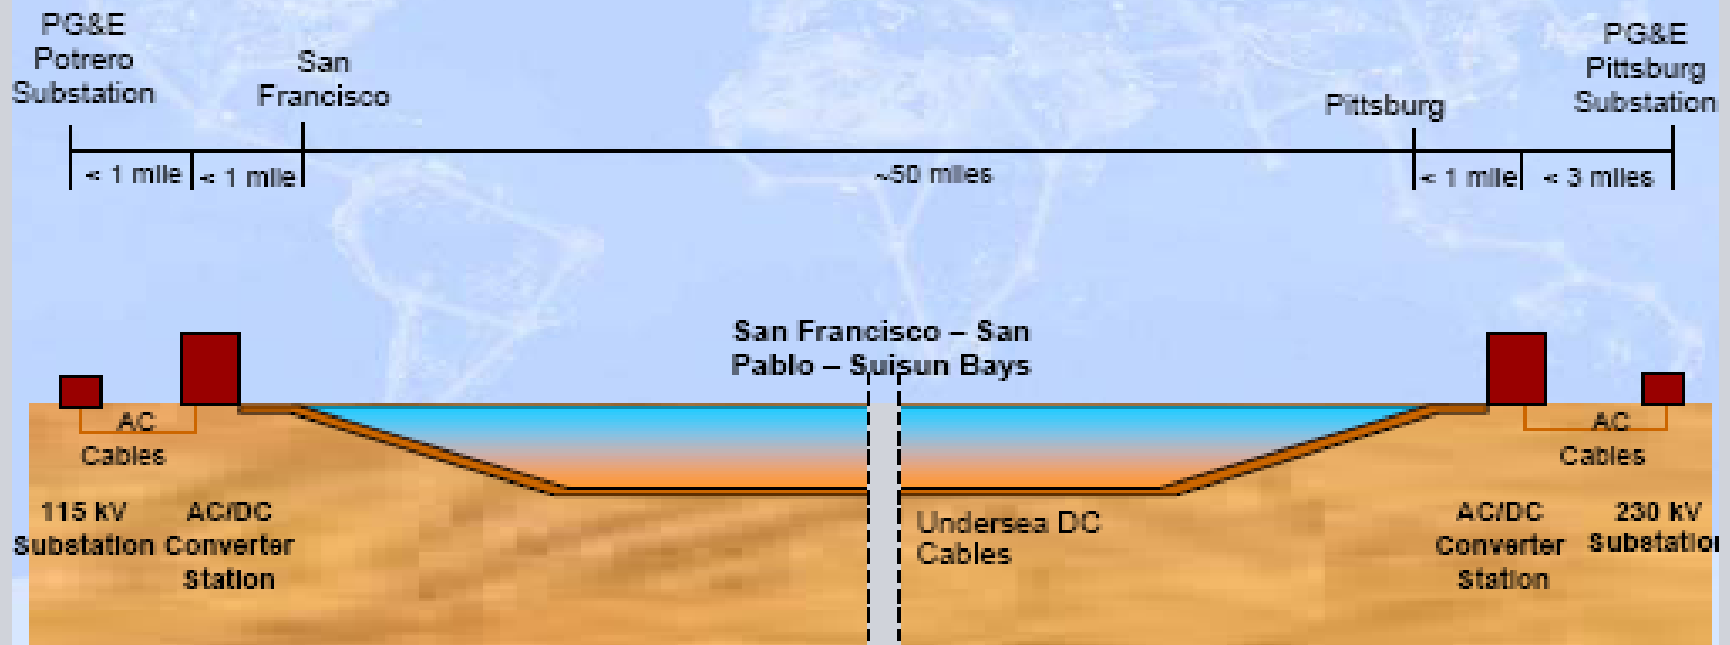 PG&E
Potrero
Substation
San
Francisco
Pittsburg
PG&E
Pittsburg
Substation
< 1 mile
< 1 mile
~50 miles
< 1 mile
< 3 miles
San Francisco – San
Pablo – Suisun Bays
AC
Cables
AC
Cables
115 kV
Substation
AC/DC
Converter
Station
Undersea DC
Cables
AC/DC
Converter
Station
230 kV
Substation